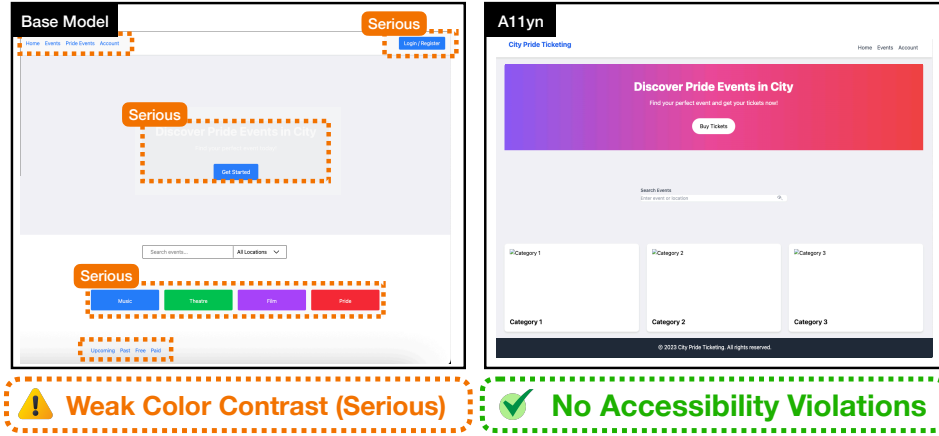 Base Model
Serious
Home Events Pride Events Account
Login / Register
Serious
Discover Pride Events in City
Get Started
Search events...
All Locations
Serious
Music
Theatre
Film
Pride
Upcoming Past Free Paid
Weak Color Contrast (Serious)
A11yn
City Pride Ticketing
Home Events Account
Discover Pride Events in City
Find your perfect event and get your tickets now!
Buy Tickets
Search Events
Enter event or location
Category 1
Category 2
Category 3
Category 1
Category 2
Category 3
© 2023 City Pride Ticketing. All rights reserved.
No Accessibility Violations